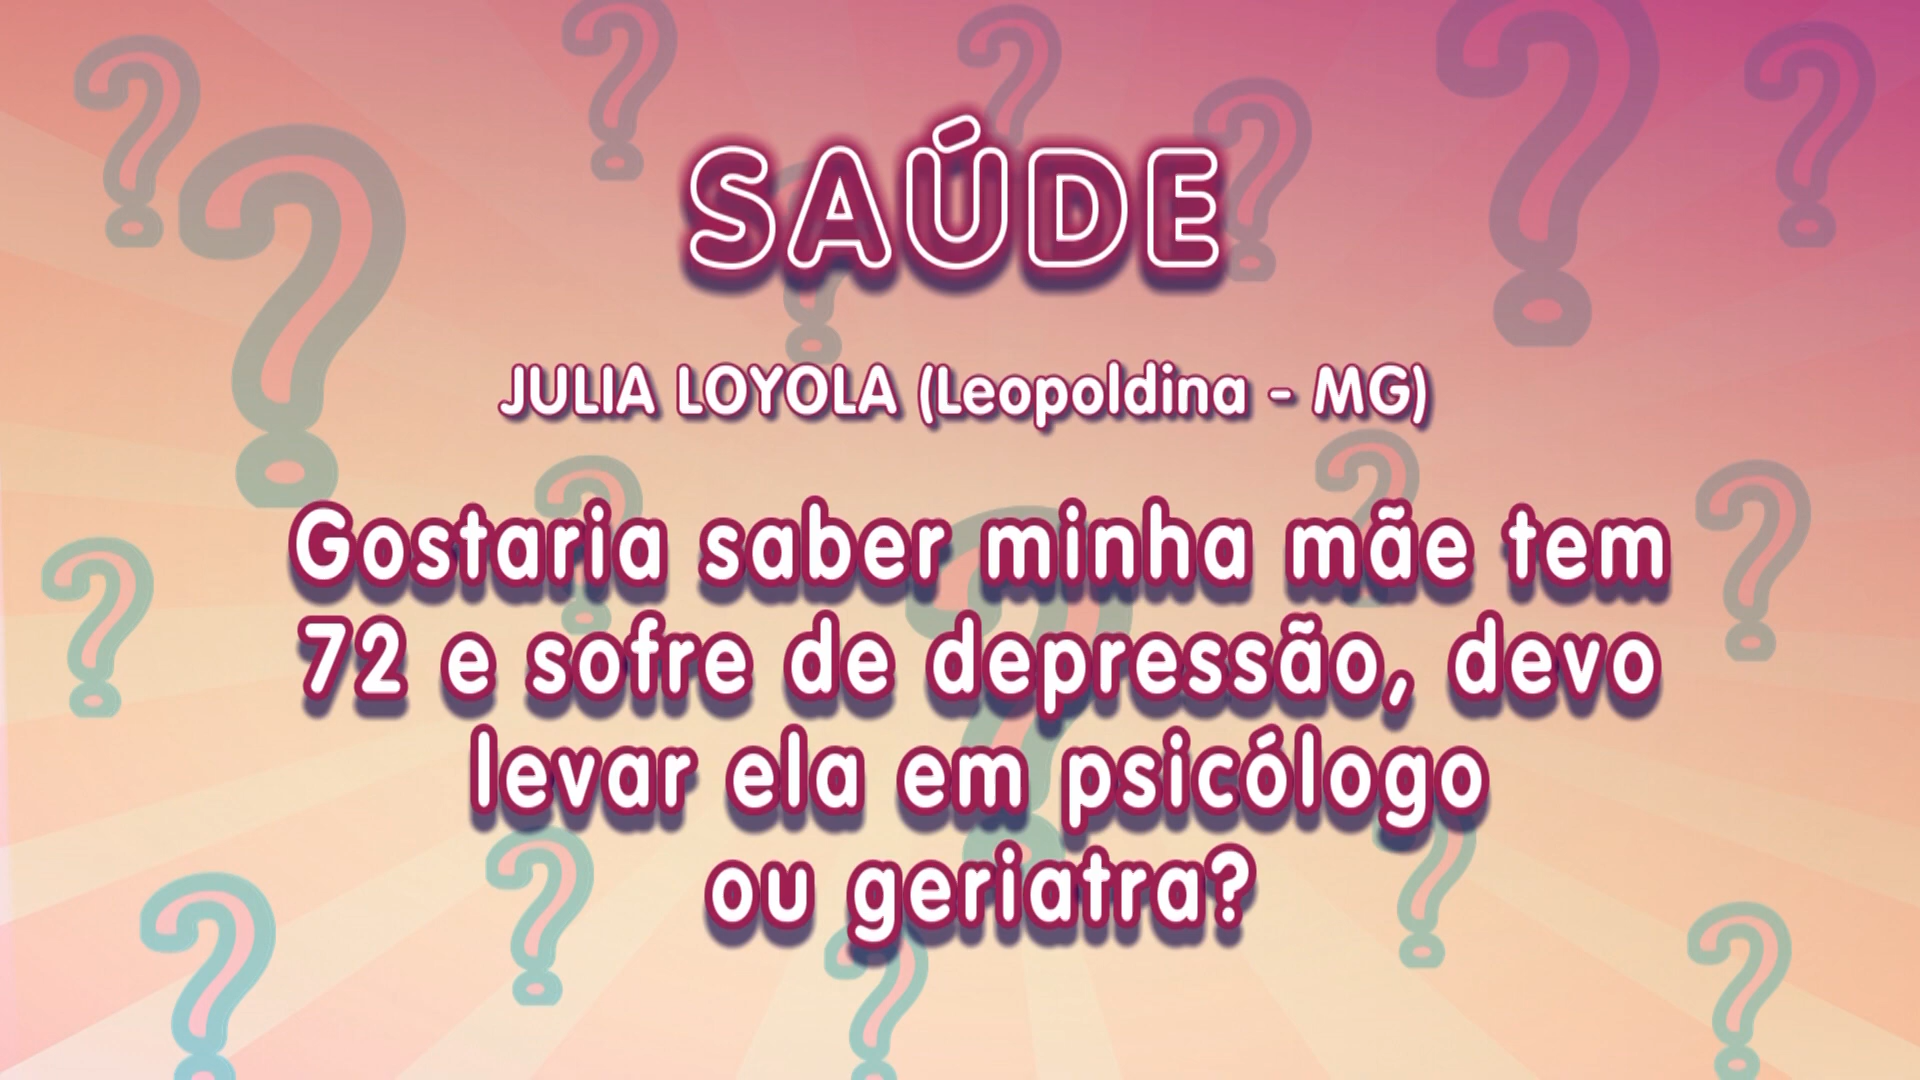 SAÚDE
JULIA LOYOLA (Leopoldina - MG)
Gostaria saber minha mãe tem
72 e sofre de depressão, devo
levar ela em psicólogo
ou geriatra?